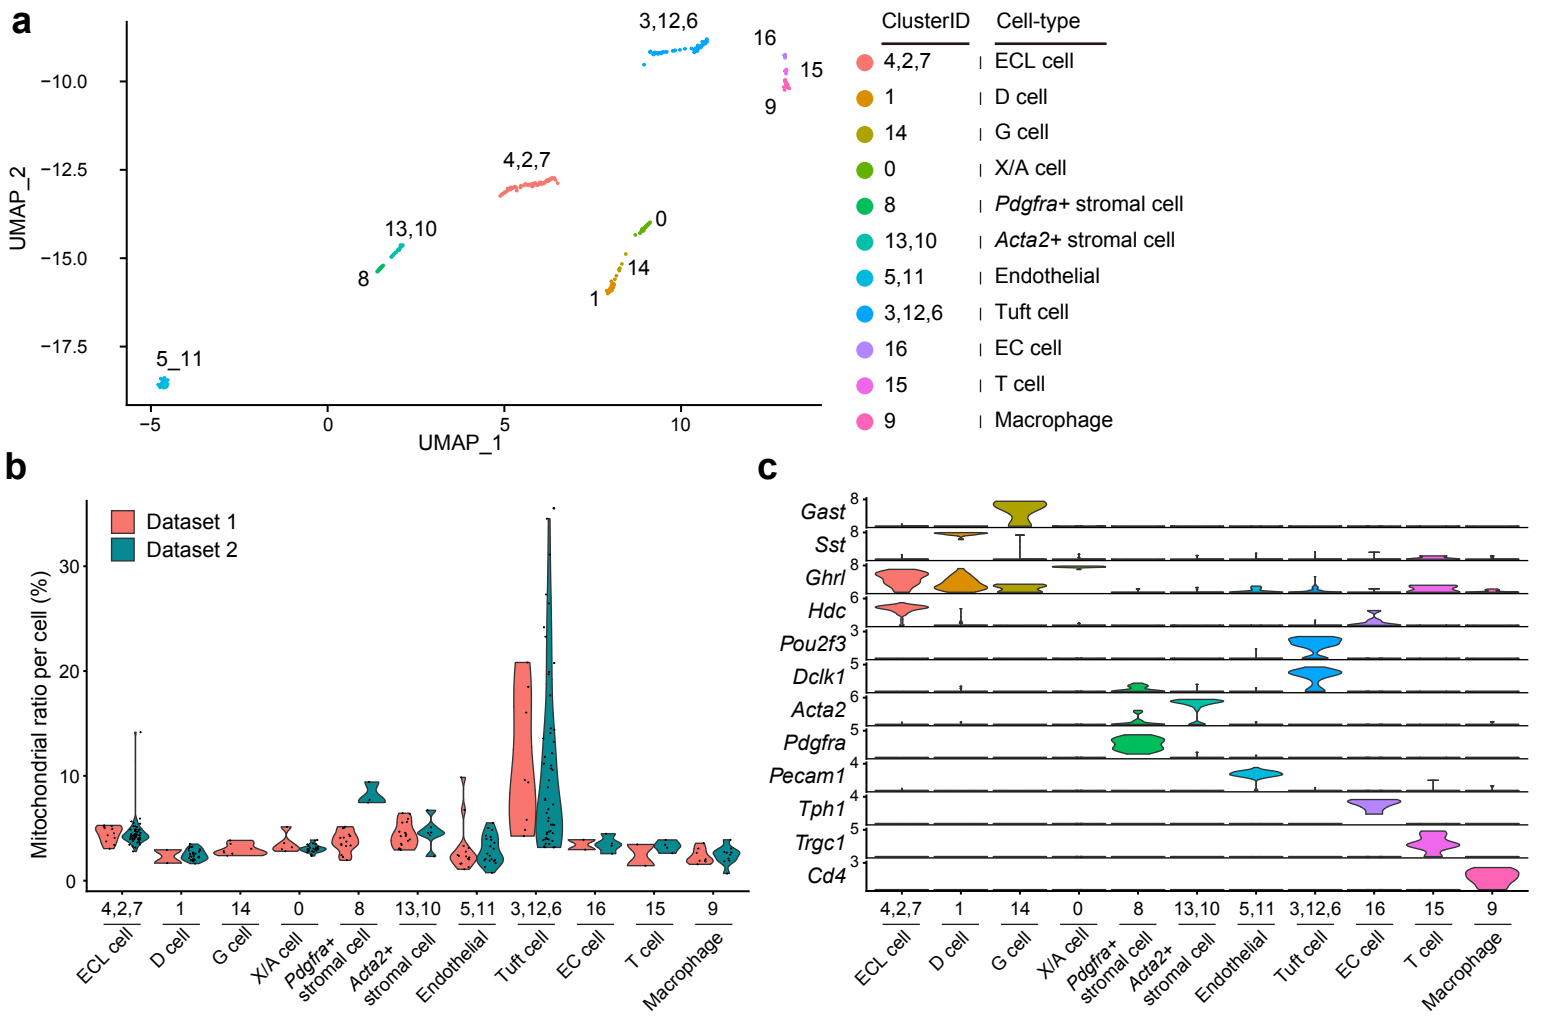 a
3,12,6
16
15
9
4,2,7
0
13,10
14
8
1
5_11
−10.0
−12.5
−15.0
−17.5
UMAP_2
−5
0
5
10
UMAP_1
ClusterID
Cell-type
4,2,7 | ECL cell
1 | D cell
14 | G cell
0 | X/A cell
8 | Pdgfra+ stromal cell
13,10 | Acta2+ stromal cell
5,11 | Endothelial
3,12,6 | Tuft cell
16 | EC cell
15 | T cell
9 | Macrophage
b
Dataset 1
Dataset 2
Mitochondrial ratio per cell (%)
30
20
10
0
4,2,7
1
14
0
8
13,10
5,11
3,12,6
16
15
9
ECL cell
D cell
G cell
X/A cell
Pdgfra+
stromal cell
Acta2+
stromal cell
Endothelial
Tuft cell
EC cell
T cell
Macrophage
c
Gast 8
Sst 8
Ghrl 8
Hdc 6
Pou2f3 3
Dclk1 5
Acta2 6
Pdgfra 5
Pecam1 4
Tph1 4
Trgc1 5
Cd4 3
4,2,7
1
14
0
8
13,10
5,11
3,12,6
16
15
9
ECL cell
D cell
G cell
X/A cell
Pdgfra+
stromal cell
Acta2+
stromal cell
Endothelial
Tuft cell
EC cell
T cell
Macrophage